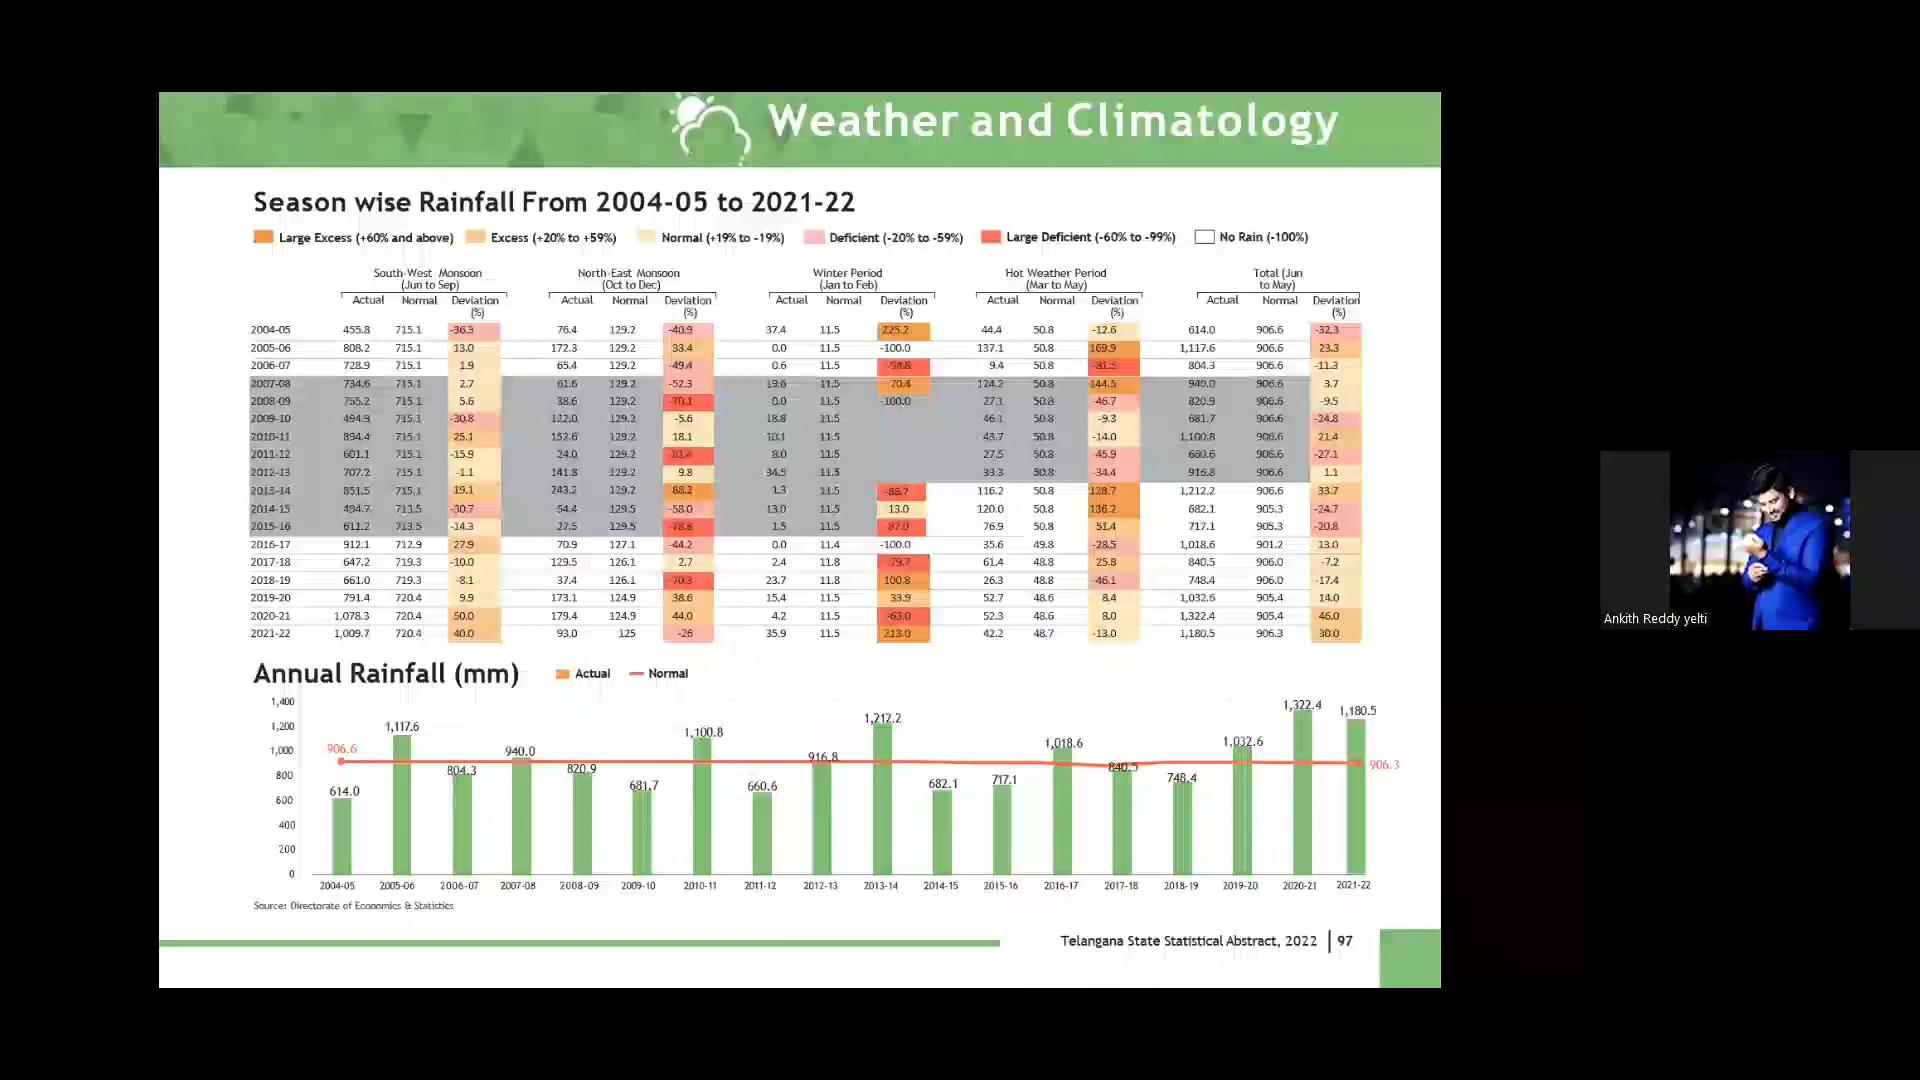 Weather and Climatology
Season wise Rainfall From 2004-05 to 2021-22
Large Excess (+60% and above) Excess (+20% to +59%) Normal (+19% to -19%) Deficient (-20% to -59%) Large Deficient (-60% to -99%) No Rain (-100%)
South-West Monsoon (Jun to Sep) North-East Monsoon (Oct to Dec) Winter Period (Jan to Feb) Hot Weather Period (Mar to May) Total (Jun to May)
Actual Normal Deviation (%) Actual Normal Deviation (%) Actual Normal Deviation (%) Actual Normal Deviation (%) Actual Normal Deviation (%)
2004-05 455.8 715.1 -36.3 76.4 129.2 -40.9 37.4 11.5 225.2 44.4 50.8 -12.6 614.0 906.6 -32.3
2005-06 808.2 715.1 13.0 172.3 129.2 33.4 0.0 11.5 -100.0 137.1 50.8 169.9 1,117.6 906.6 23.3
2006-07 728.9 715.1 1.9 65.4 129.2 -49.4 0.6 11.5 -94.8 9.4 50.8 -81.5 804.3 906.6 -11.3
2007-08 734.6 715.1 2.7 61.6 129.2 -52.3 19.6 11.5 70.4 124.2 50.8 144.5 940.0 906.6 3.7
2008-09 755.2 715.1 5.6 38.6 129.2 -70.1 0.0 11.5 -100.0 27.1 50.8 -46.7 820.9 906.6 -9.5
2009-10 494.9 715.1 -30.8 122.0 129.2 -5.6 18.8 11.5 46.1 50.8 -9.3 681.7 906.6 -24.8
2010-11 894.4 715.1 25.1 152.6 129.2 18.1 10.1 11.5 43.7 50.8 -14.0 1,100.8 906.6 21.4
2011-12 601.1 715.1 -15.9 24.0 129.2 -81.4 8.0 11.5 27.5 50.8 -45.9 660.6 906.6 -27.1
2012-13 707.2 715.1 -1.1 141.8 129.2 9.8 34.5 11.5 33.3 50.8 -34.4 916.8 906.6 1.1
2013-14 851.5 715.1 19.1 243.2 129.2 88.2 1.3 11.5 -88.7 116.2 50.8 128.7 1,212.2 906.6 33.7
2014-15 494.7 713.5 -30.7 54.4 129.5 -58.0 13.0 11.5 13.0 120.0 50.8 136.2 682.1 905.3 -24.7
2015-16 611.2 713.5 -14.3 27.5 129.5 -78.8 1.5 11.5 87.0 76.9 50.8 51.4 717.1 905.3 -20.8
2016-17 912.1 712.9 27.9 70.9 127.1 -44.2 0.0 11.4 -100.0 35.6 49.8 -28.5 1,018.6 901.2 13.0
2017-18 647.2 719.3 -10.0 129.5 126.1 2.7 2.4 11.8 79.7 61.4 48.8 25.8 840.5 906.0 -7.2
2018-19 661.0 719.3 -8.1 37.4 126.1 -70.3 23.7 11.8 100.8 26.3 48.8 -46.1 748.4 906.0 -17.4
2019-20 791.4 720.4 9.9 173.1 124.9 38.6 15.4 11.5 33.9 52.7 48.6 8.4 1,032.6 905.4 14.0
2020-21 1,078.3 720.4 50.0 179.4 124.9 44.0 4.2 11.5 -63.0 52.3 48.6 8.0 1,322.4 905.4 -46.0
2021-22 1,009.7 720.4 40.0 93.0 125 -26 35.9 11.5 213.0 42.2 48.7 -13.0 1,180.5 906.3 30.0
Annual Rainfall (mm) Actual Normal
1,400
1,200
1,000
800
600
400
200
0
906.6
614.0 1,117.6 804.3 940.0 820.9 681.7 1,100.8 660.6 916.8 1,212.2 682.1 717.1 1,018.6 840.5 748.4 1,032.6 1,322.4 1,180.5
906.3
2004-05 2005-06 2006-07 2007-08 2008-09 2009-10 2010-11 2011-12 2012-13 2013-14 2014-15 2015-16 2016-17 2017-18 2018-19 2019-20 2020-21 2021-22
Source: Directorate of Economics & Statistics
Telangana State Statistical Abstract, 2022 | 97
Ankith Reddy yelti